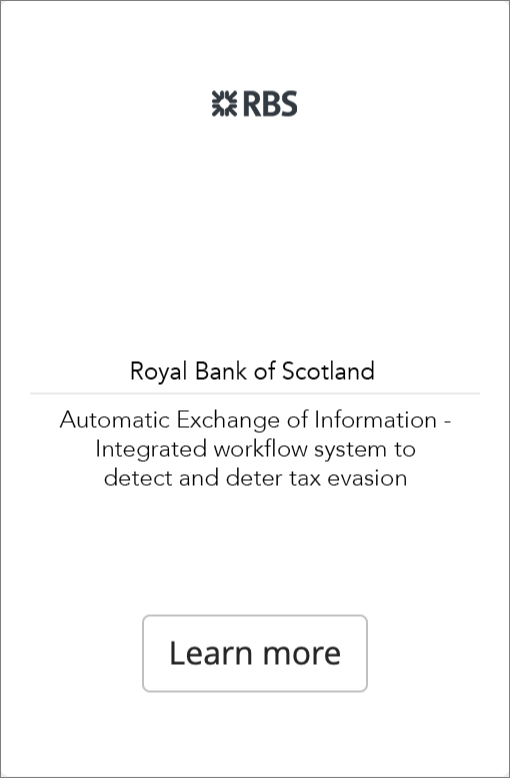 RBS
Royal Bank of Scotland
Automatic Exchange of Information -
Integrated workflow system to
detect and deter tax evasion
Learn more